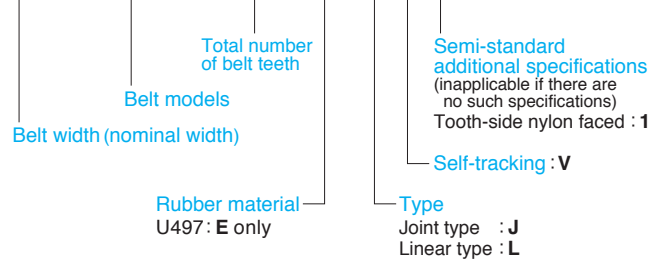 Total number
of belt teeth
Semi-standard
additional specifications
(inapplicable if there are
no such specifications)
Tooth-side nylon faced : 1
Belt models
Belt width (nominal width)
Self-tracking : V
Rubber material
U497 : E only
Type
Joint type : J
Linear type : L